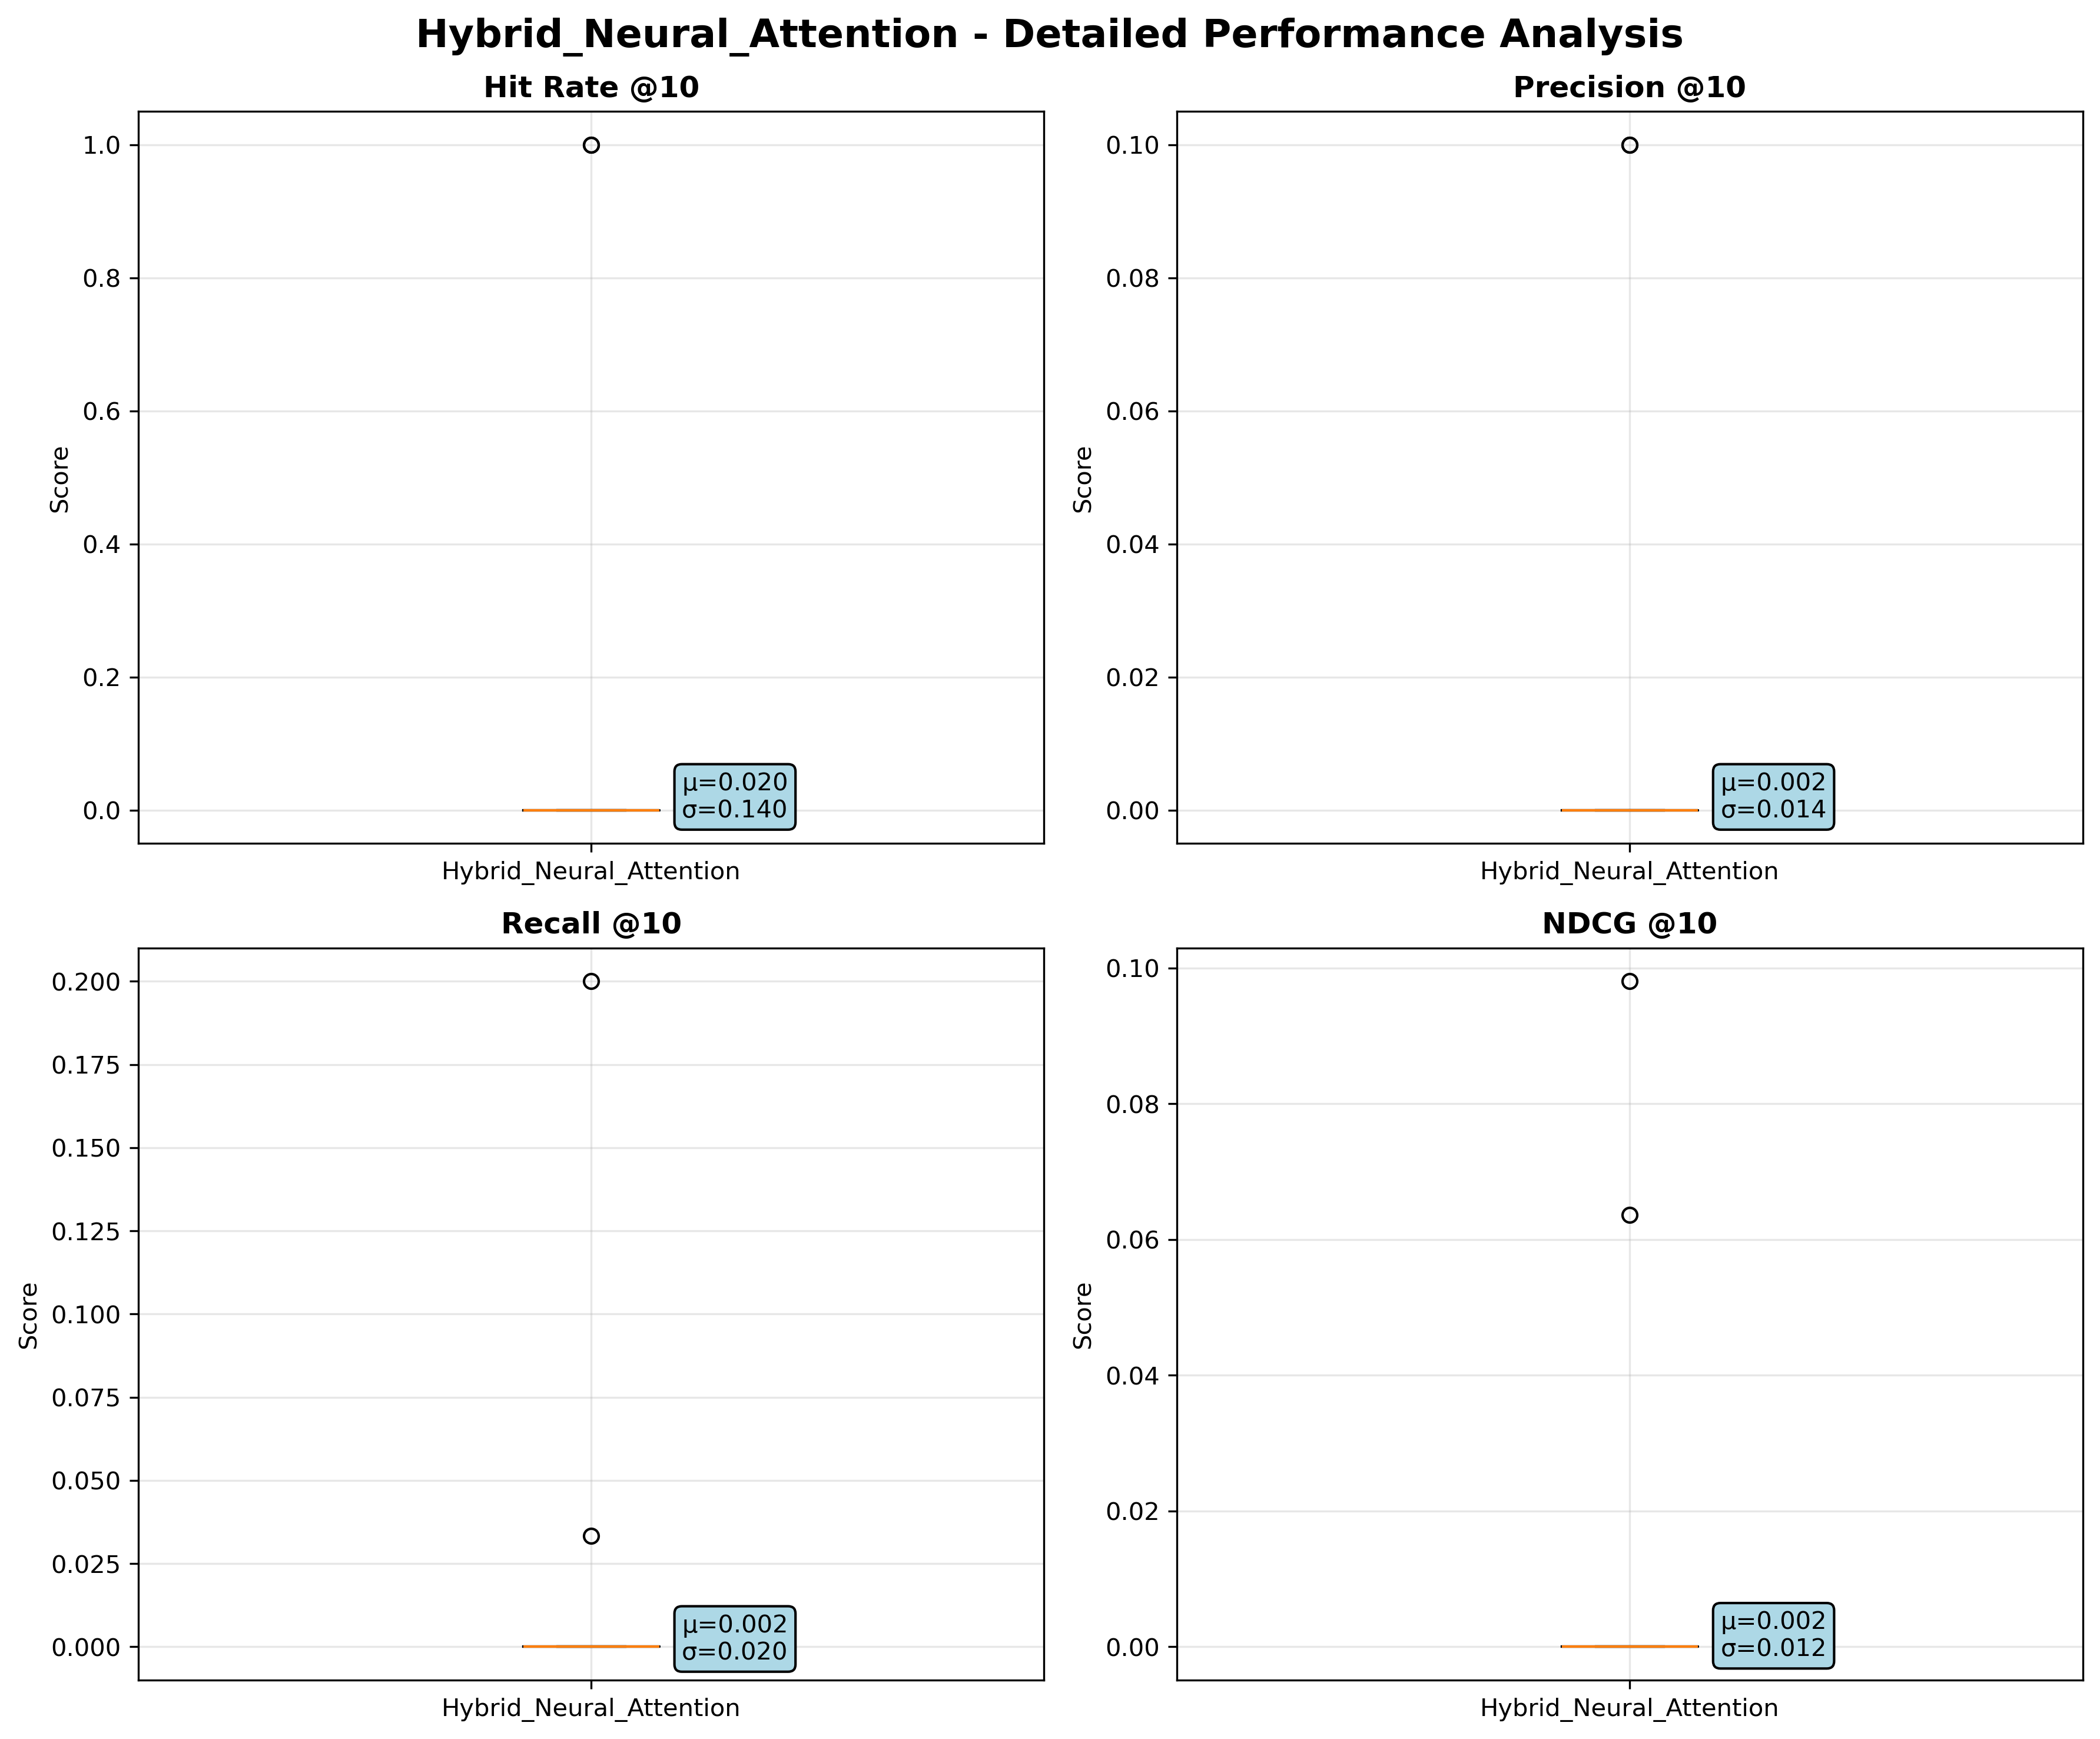 Hybrid_Neural_Attention - Detailed Performance Analysis
Hit Rate @10
1.0
0.8
0.6
0.4
0.2
0.0
Score
μ=0.020
σ=0.140
Hybrid_Neural_Attention
Precision @10
0.10
0.08
0.06
0.04
0.02
0.00
Score
μ=0.002
σ=0.014
Hybrid_Neural_Attention
Recall @10
0.200
0.175
0.150
0.125
0.100
0.075
0.050
0.025
0.000
Score
μ=0.002
σ=0.020
Hybrid_Neural_Attention
NDCG @10
0.10
0.08
0.06
0.04
0.02
0.00
Score
μ=0.002
σ=0.012
Hybrid_Neural_Attention